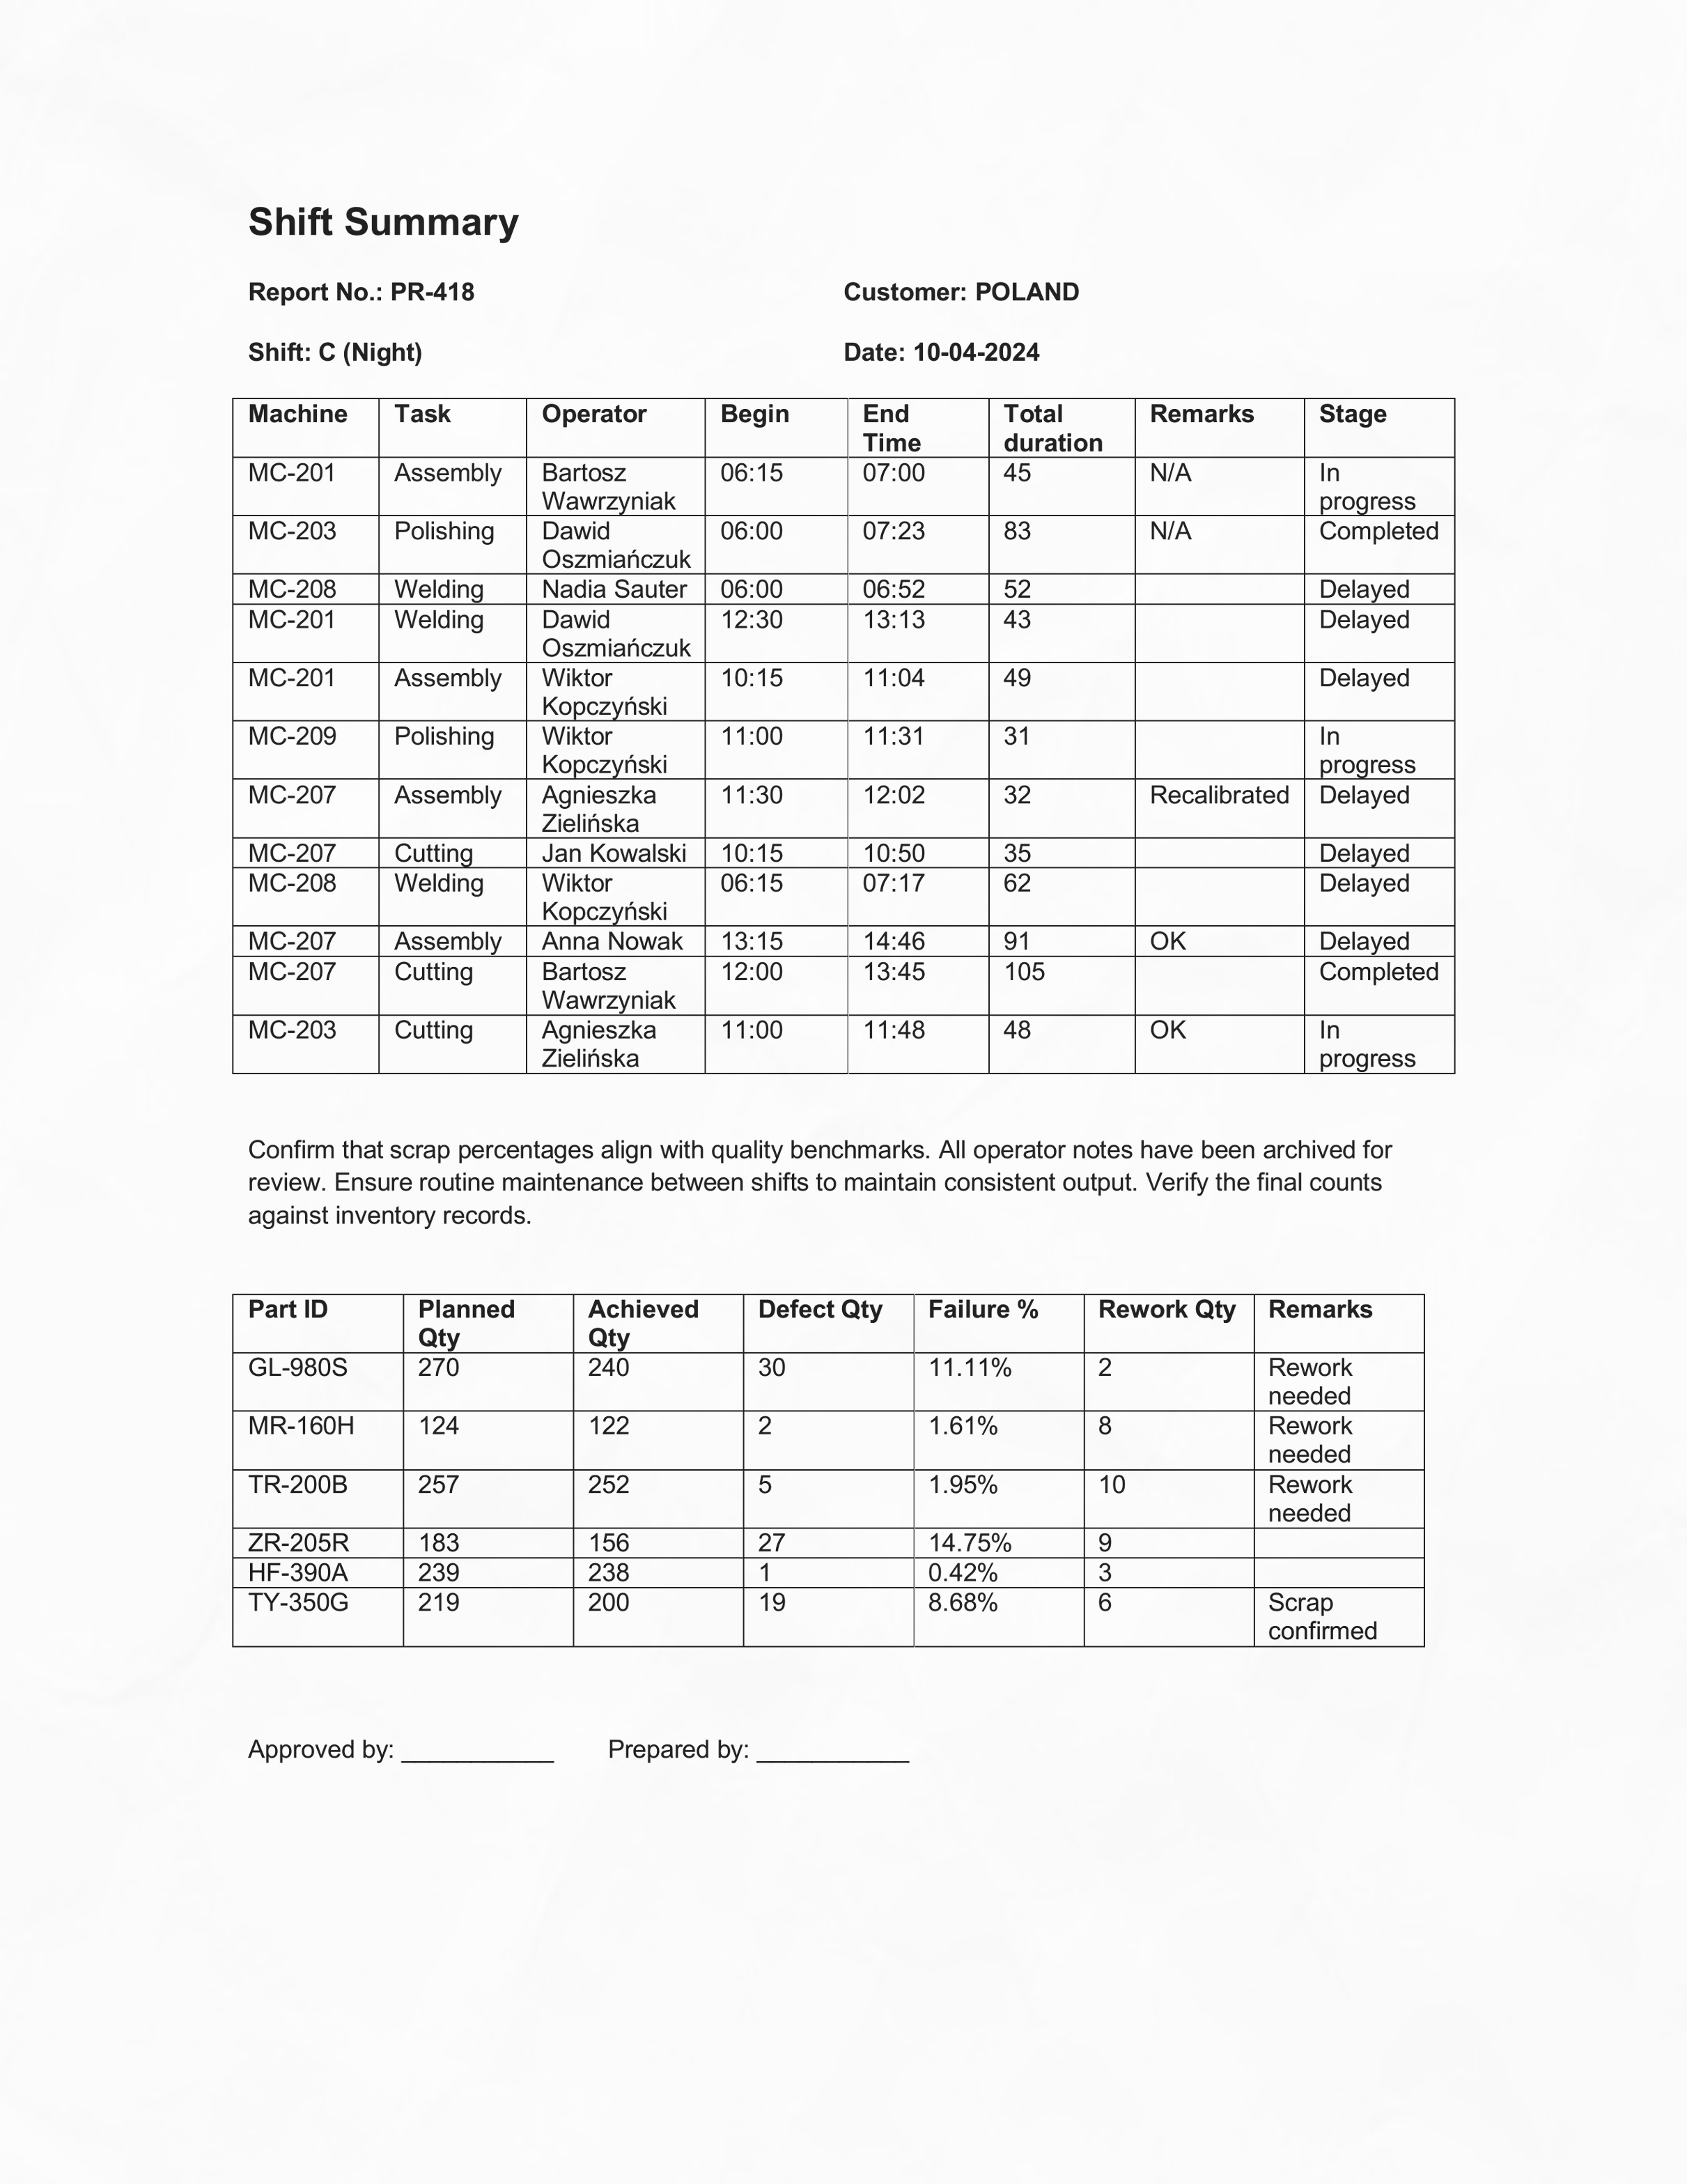 Shift Summary
Report No.: PR-418 Customer: POLAND
Shift: C (Night) Date: 10-04-2024
Machine Task Operator Begin End Time Total duration Remarks Stage
MC-201 Assembly Bartosz Wawrzyniak 06:15 07:00 45 N/A In progress
MC-203 Polishing Dawid Oszmiańczuk 06:00 07:23 83 N/A Completed
MC-208 Welding Nadia Sauter 06:00 06:52 52 Delayed
MC-201 Welding Dawid Oszmiańczuk 12:30 13:13 43 Delayed
MC-201 Assembly Wiktor Kopczyński 10:15 11:04 49 Delayed
MC-209 Polishing Wiktor Kopczyński 11:00 11:31 31 In progress
MC-207 Assembly Agnieszka Zielińska 11:30 12:02 32 Recalibrated Delayed
MC-207 Cutting Jan Kowalski 10:15 10:50 35 Delayed
MC-208 Welding Wiktor Kopczyński 06:15 07:17 62 Delayed
MC-207 Assembly Anna Nowak 13:15 14:46 91 OK Delayed
MC-207 Cutting Bartosz Wawrzyniak 12:00 13:45 105 Completed
MC-203 Cutting Agnieszka Zielińska 11:00 11:48 48 OK In progress
Confirm that scrap percentages align with quality benchmarks. All operator notes have been archived for
review. Ensure routine maintenance between shifts to maintain consistent output. Verify the final counts
against inventory records.
Part ID Planned Qty Achieved Qty Defect Qty Failure % Rework Qty Remarks
GL-980S 270 240 30 11.11% 2 Rework needed
MR-160H 124 122 2 1.61% 8 Rework needed
TR-200B 257 252 5 1.95% 10 Rework needed
ZR-205R 183 156 27 14.75% 9
HF-390A 239 238 1 0.42% 3
TY-350G 219 200 19 8.68% 6 Scrap confirmed
Approved by: ___________ Prepared by: ___________